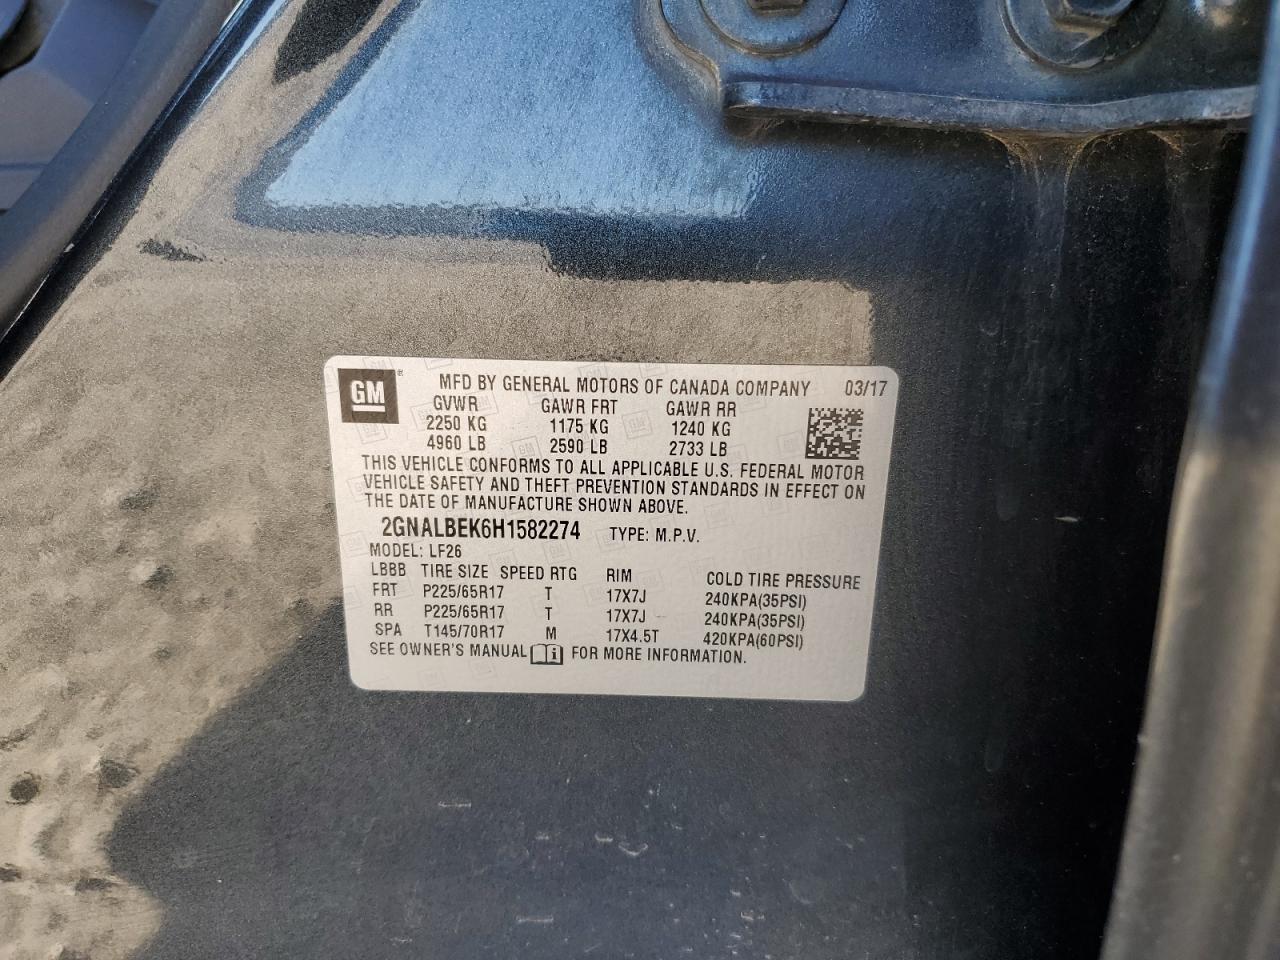 GM ® MFD BY GENERAL MOTORS OF CANADA COMPANY 03/17
GVWR GAWR FRT GAWR RR
2250 KG 1175 KG 1240 KG
4960 LB 2590 LB 2733 LB
THIS VEHICLE CONFORMS TO ALL APPLICABLE U.S. FEDERAL MOTOR
VEHICLE SAFETY AND THEFT PREVENTION STANDARDS IN EFFECT ON
THE DATE OF MANUFACTURE SHOWN ABOVE.
2GNALBEK6H1582274 TYPE: M.P.V.
MODEL: LF26
LBBB TIRE SIZE SPEED RTG RIM COLD TIRE PRESSURE
FRT P225/65R17 T 17X7J 240KPA(35PSI)
RR P225/65R17 T 17X7J 240KPA(35PSI)
SPA T145/70R17 M 17X4.5T 420KPA(60PSI)
SEE OWNER'S MANUAL i FOR MORE INFORMATION.